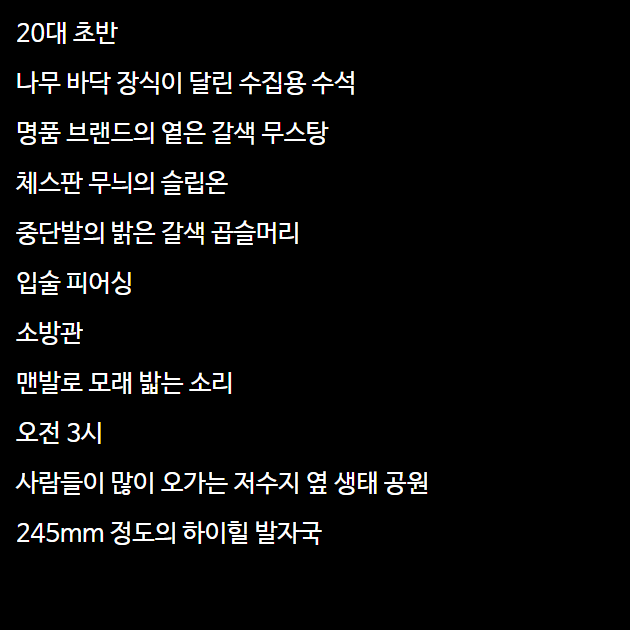 20대 초반
나무 바닥 장식이 달린 수집용 수석
명품 브랜드의 옅은 갈색 무스탕
체스판 무늬의 슬립온
중단발의 밝은 갈색 곱슬머리
입술 피어싱
소방관
맨발로 모래 밟는 소리
오전 3시
사람들이 많이 오가는 저수지 옆 생태 공원
245mm 정도의 하이힐 발자국